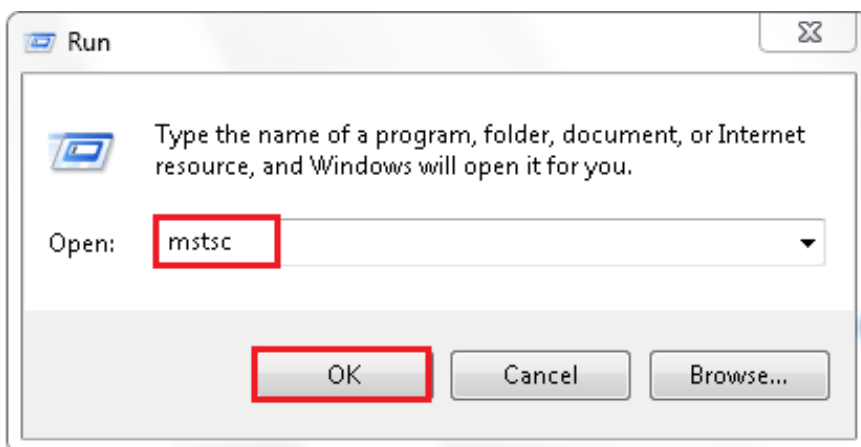 Run
Type the name of a program, folder, document, or Internet
resource, and Windows will open it for you.
Open: mstsc
OK Cancel Browse...